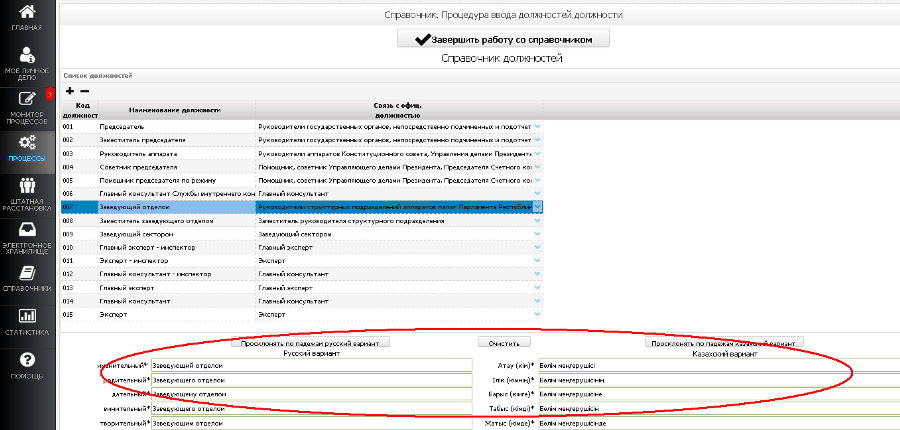 ГЛАВНАЯ
МОЁ ЛИЧНОЕ
ДЕПО
3
МОНИТОР
ПРОЦЕССОВ
ПРОЦЕССЫ
ШТАТНАЯ
РАССТАНОВКА
ЭЛЕКТРОННОЕ
ХРАНИЛИЩЕ
СПРАВОЧНИКИ
СТАТИСТИКА
ПОМОЩЬ
Справочник. Процедура ввода должностей.должности
Завершить работу со справочником
Справочник должностей
Список должностей
Код должност Наименование должности Связь с офиц. должностью
001 Председатель Руководители государственных органов, непосредственно подчиненных и подотчет
002 Заместитель председателя Руководители государственных органов, непосредственно подчиненных и подотчет
003 Руководитель аппарата Руководители аппаратов Конституционного совета, Управления делами Президента
004 Советник председателя Помощник, советник Управляющего делами Президента, Председателя Счетного ко
005 Помошник председателя по режиму Помощник, советник Управляющего делами Президента, Председателя Счетного ко
006 Главный консультант Службы внутреннего кон Главный консультант
007 Заведующий отделом Руководители структурных подразделений аппаратов палат Парламента Республи
008 Заместитель заведующего отделом Заместитель руководителя структурного подразделения
009 Заведующий сектором Заведующий сектором
010 Главный эксперт - инспектор Главный эксперт
011 Эксперт - инспектор Эксперт
012 Главный консультант - инспектор Главный консультант
013 Главный эксперт Главный эксперт
014 Главный консультант Главный консультант
015 Эксперт Эксперт
Просклонять по падежам русский вариант Очистить Просклонять по падежам казахский вариант
Русский вариант Казахский вариант
именительный* Заведующий отделом Атау (кім)* Бөлім меңгерушісі
родительный* Заведующего отделом Ілік (кімнің)* Бөлім меңгерушісінің
дательный* Заведующему отделом Барыс (кімге)* Бөлім меңгерушісіне
винительный* Заведующего отделом Табыс (кімді)* Бөлім меңгерушісін
творительный* Заведующим отделом Жатыс (кімде)* Бөлім меңгерушісінде